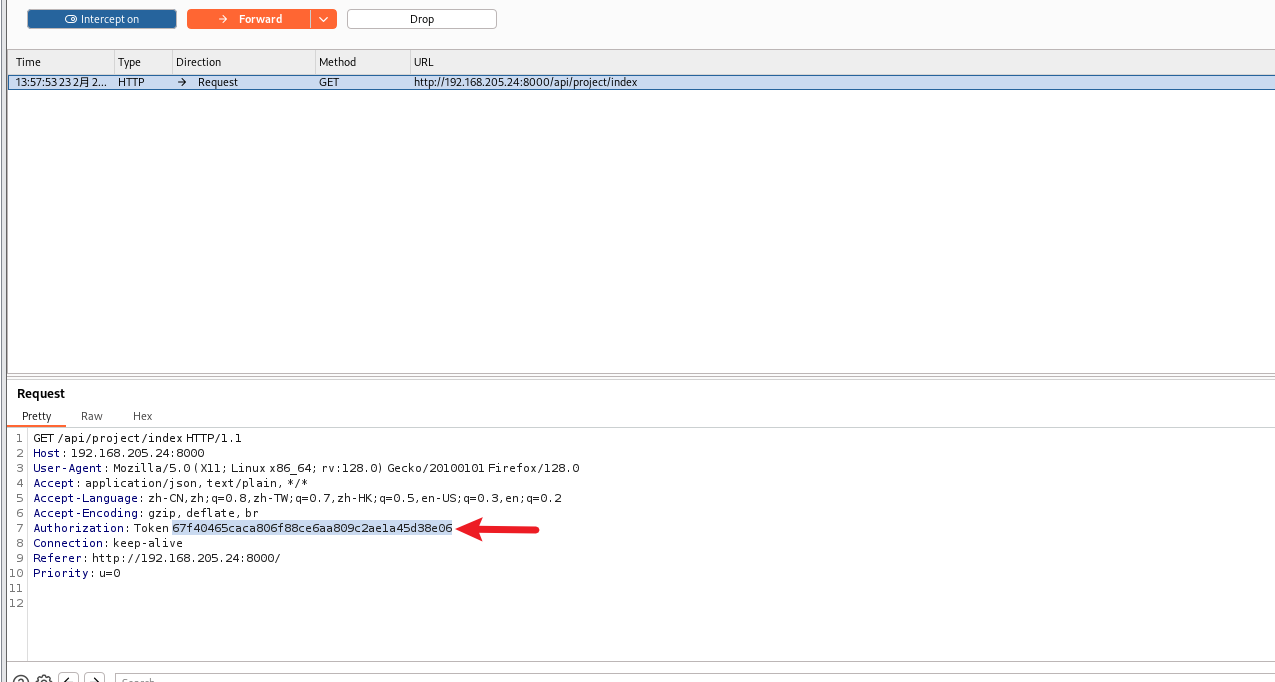 Intercept on Forward Drop
Time Type Direction Method URL
13:57:53 23 2月 2... HTTP → Request GET http://192.168.205.24:8000/api/project/index
Request
Pretty Raw Hex
1 GET /api/project/index HTTP/1.1
2 Host: 192.168.205.24:8000
3 User-Agent: Mozilla/5.0 (X11; Linux x86_64; rv:128.0) Gecko/20100101 Firefox/128.0
4 Accept: application/json, text/plain, */*
5 Accept-Language: zh-CN,zh;q=0.8,zh-TW;q=0.7,zh-HK;q=0.5,en-US;q=0.3,en;q=0.2
6 Accept-Encoding: gzip, deflate, br
7 Authorization: Token 67f40465caca806f88ce6aa809c2ae1a45d38e06
8 Connection: keep-alive
9 Referer: http://192.168.205.24:8000/
10 Priority: u=0
11
12
Search